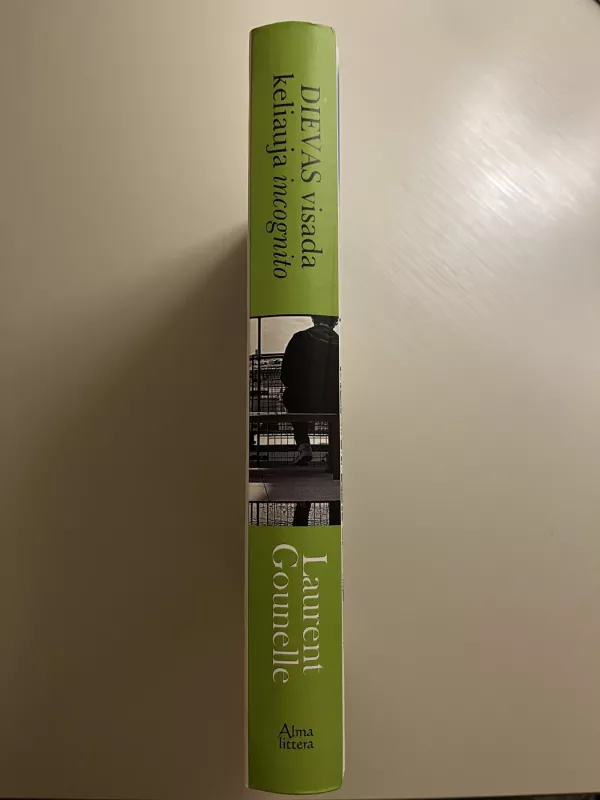 DIEVAS visada
keliauja incognito
Laurent
Gounelle
Alma
littera